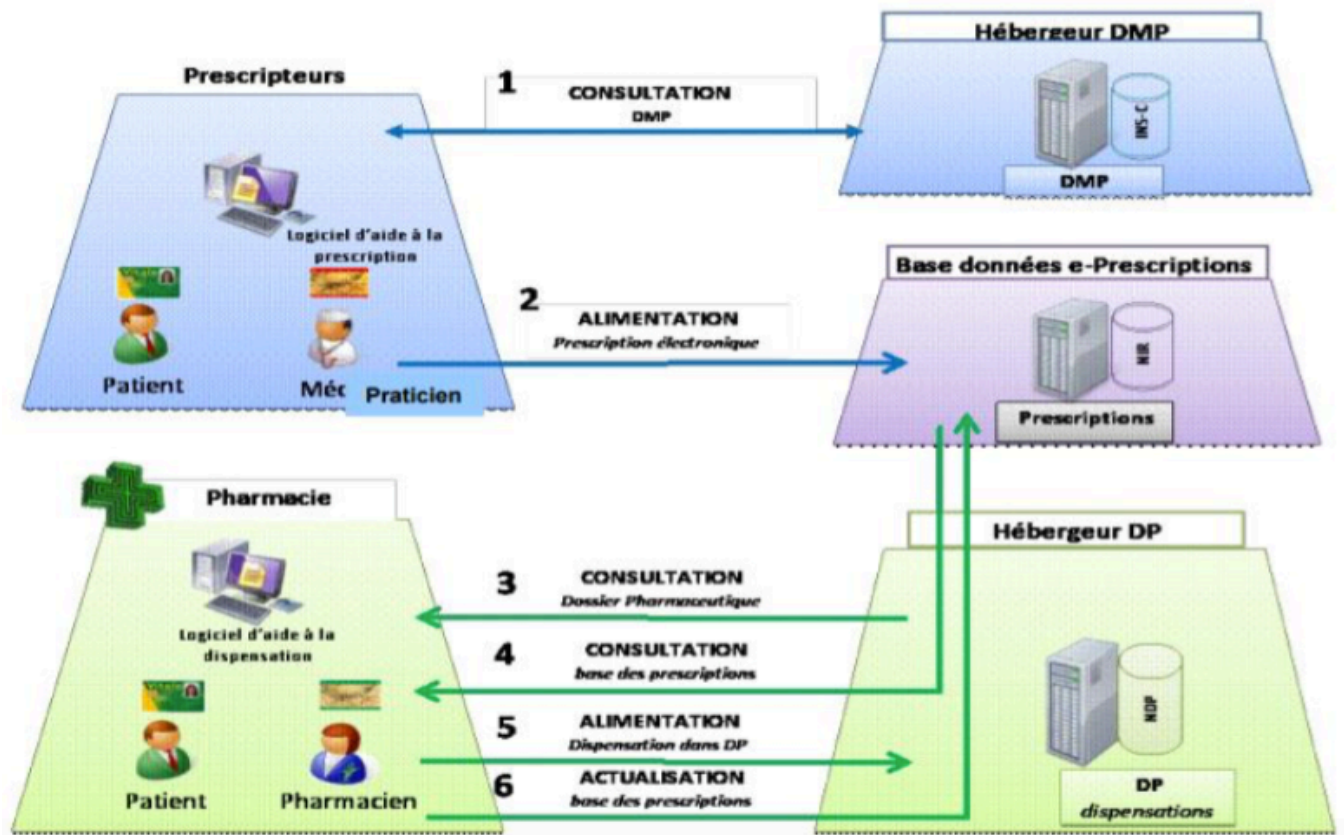 Prescripteurs
1
CONSULTATION
DMP
Hébergeur DMP
INS-C
DMP
Logiciel d'aide à la
prescription
Patient
Méd
Praticien
2
ALIMENTATION
Prescription électronique
Base données e-Prescriptions
NIR
Prescriptions
Pharmacie
Logiciel d'aide à la
dispensation
Patient
Pharmacien
3
CONSULTATION
Dossier Pharmaceutique
4
CONSULTATION
base des prescriptions
5
ALIMENTATION
Dispensation dans DP
6
ACTUALISATION
base des prescriptions
Hébergeur DP
NDP
DP
dispensations